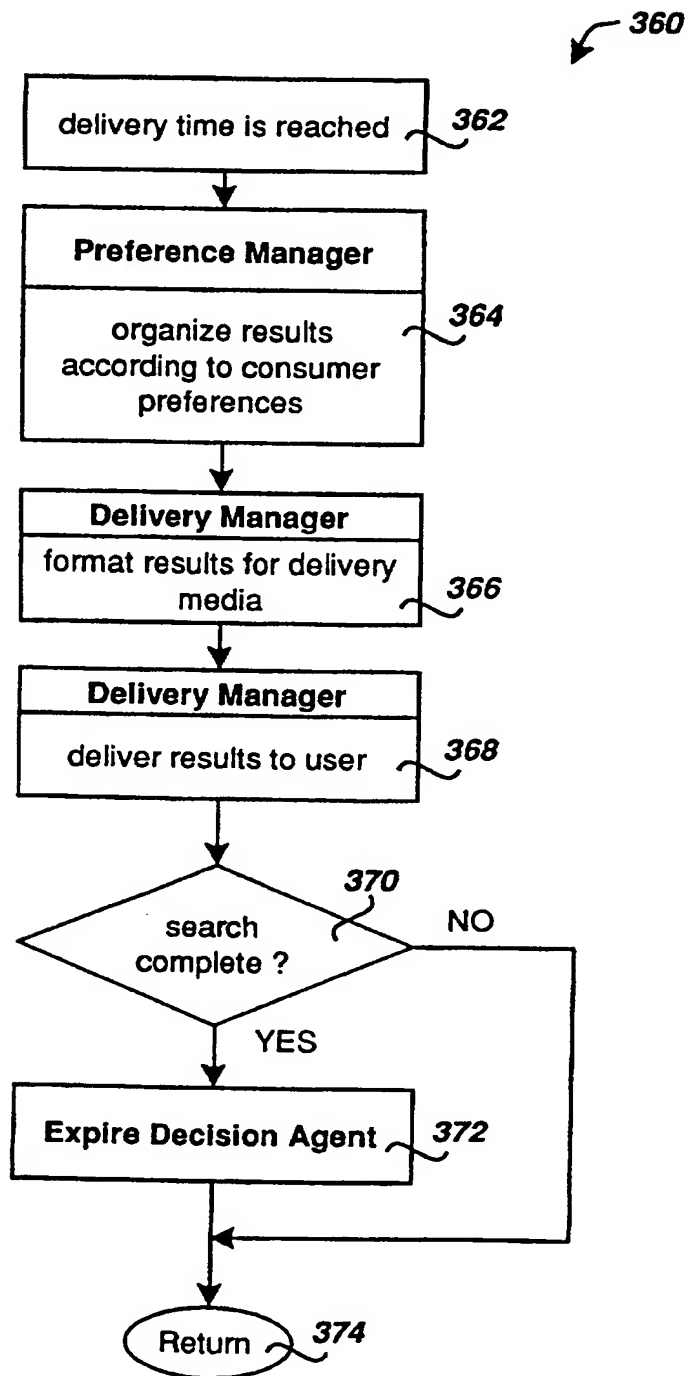 360
delivery time is reached
362
Preference Manager
organize results
according to consumer
preferences
364
Delivery Manager
format results for delivery
media
366
Delivery Manager
deliver results to user
368
370
search
complete ?
NO
YES
Expire Decision Agent
372
Return
374